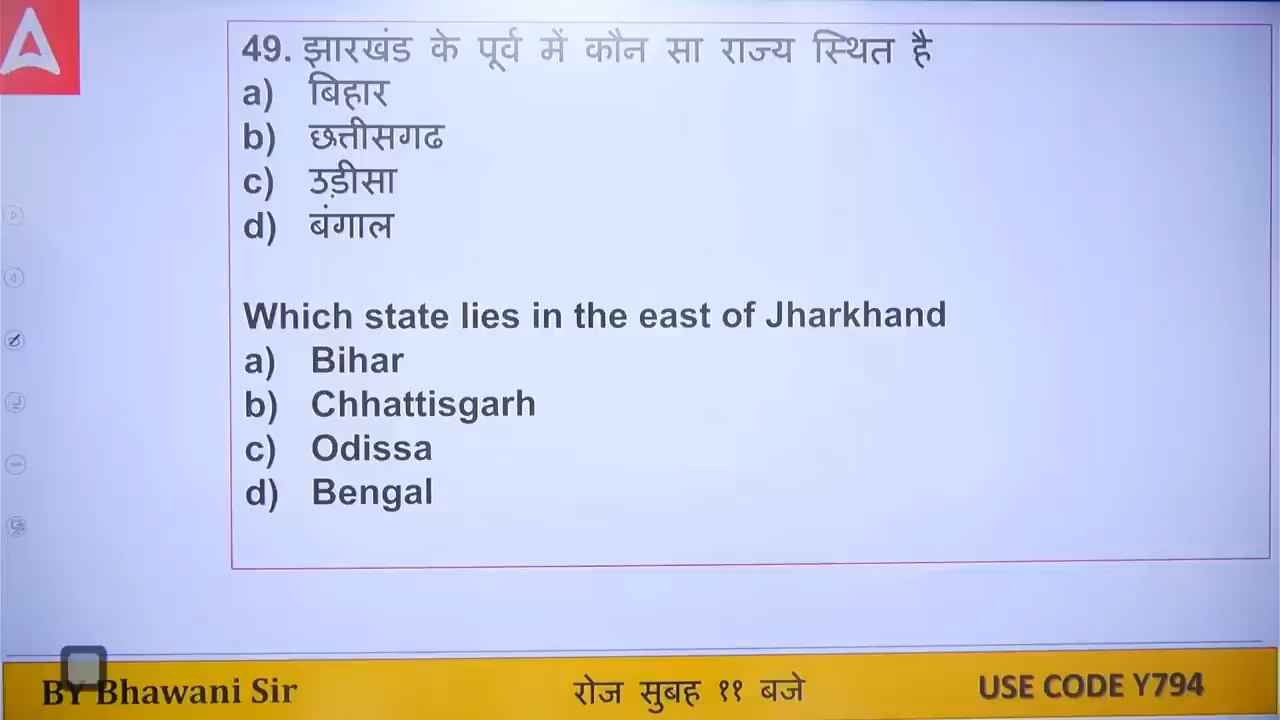 49. झारखंड के पूर्व में कौन सा राज्य स्थित है
a) बिहार
b) छत्तीसगढ
c) उड़ीसा
d) बंगाल
Which state lies in the east of Jharkhand
a) Bihar
b) Chhattisgarh
c) Odissa
d) Bengal
BY Bhawani Sir
रोज सुबह ११ बजे
USE CODE Y794